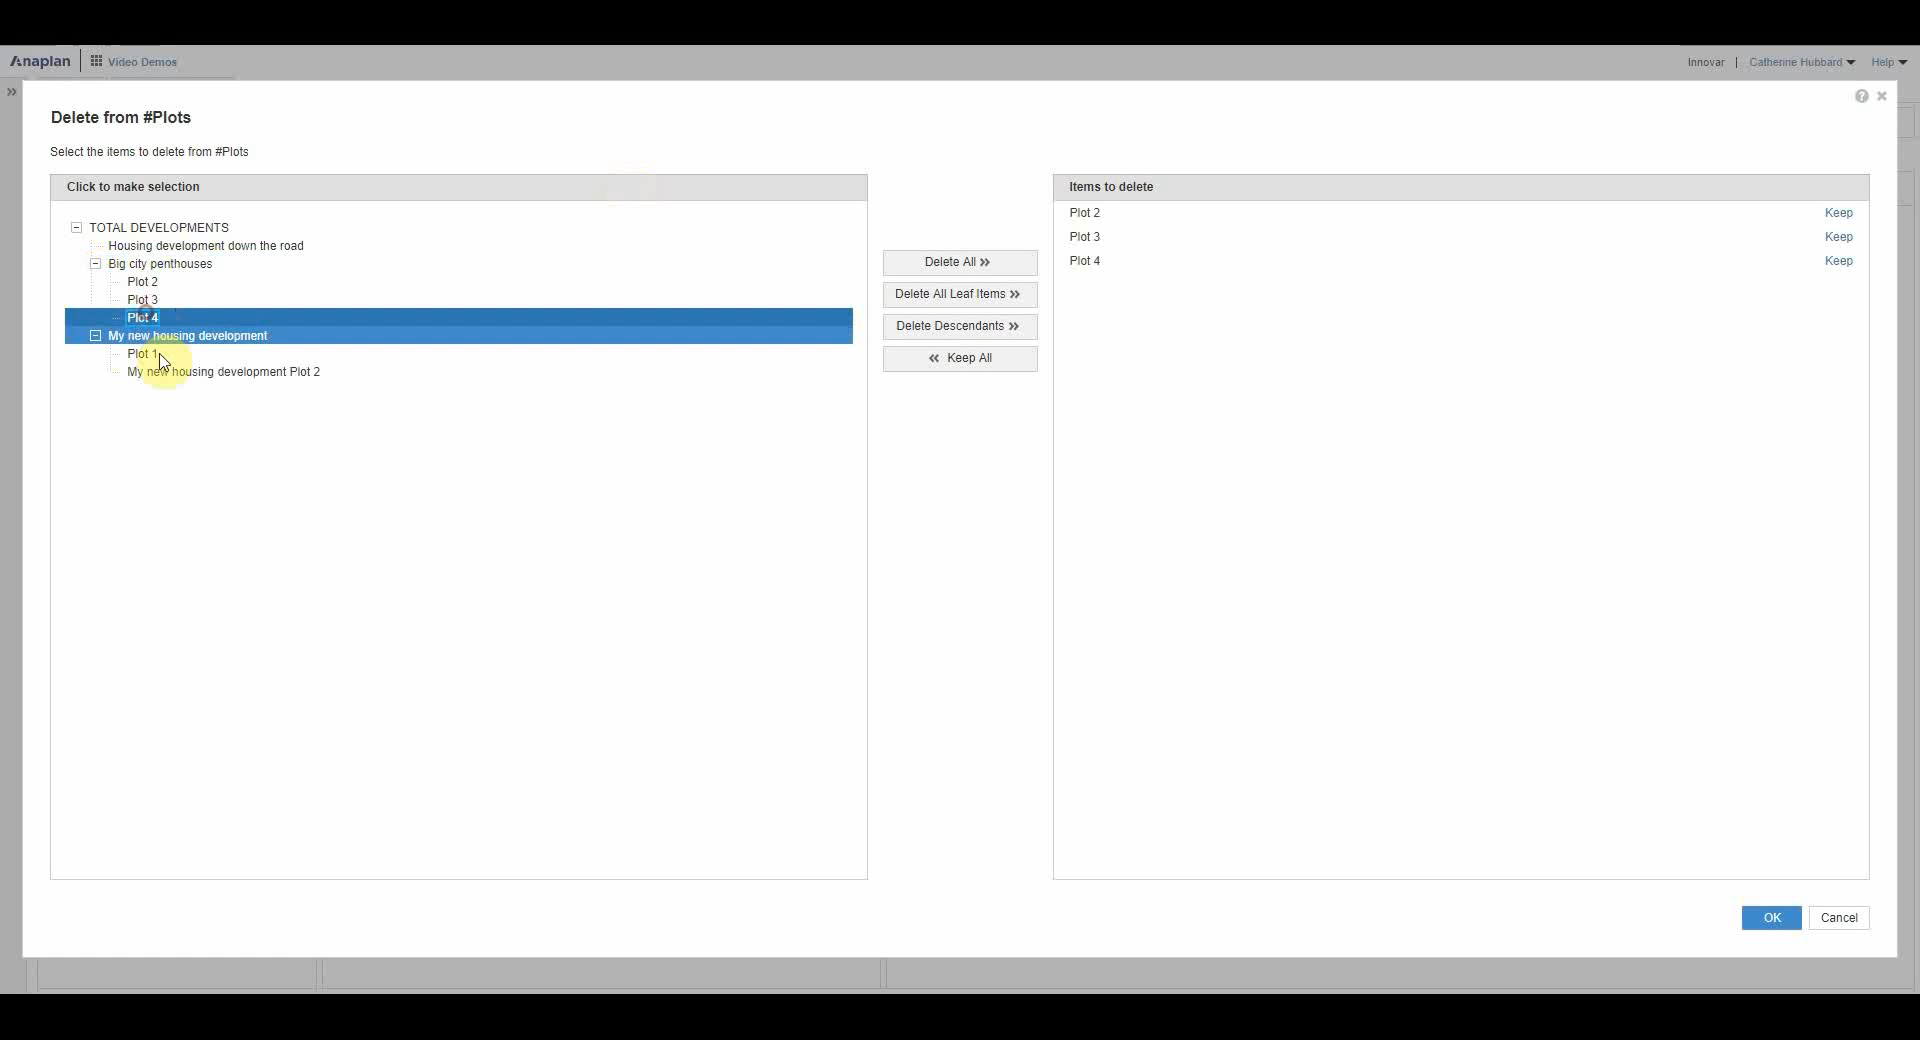 Anaplan
Video Demos
Innovar
Catherine Hubbard
Help
Delete from #Plots
Select the items to delete from #Plots
Click to make selection
TOTAL DEVELOPMENTS
Housing development down the road
Big city penthouses
Plot 2
Plot 3
Plot 4
My new housing development
Plot 1
My new housing development Plot 2
Delete All
Delete All Leaf Items
Delete Descendants
Keep All
Items to delete
Plot 2 Keep
Plot 3 Keep
Plot 4 Keep
OK
Cancel